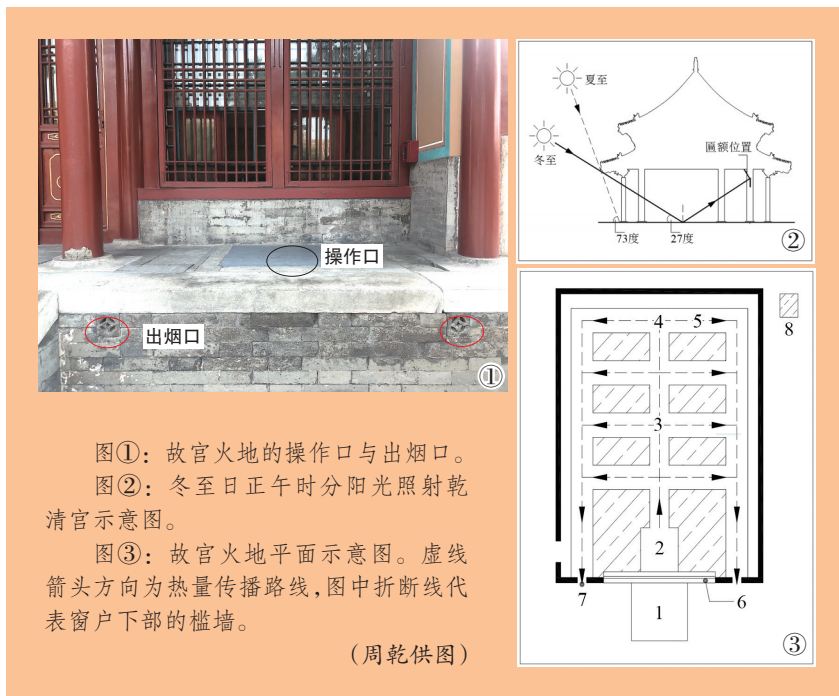 操作口
出烟口
①
夏至
冬至
匾额位置
73度
27度
②
4
5
8
3
2
7
6
1
③
图①：故宫火地的操作口与出烟口。
图②：冬至日正午时分阳光照射乾
清宫示意图。
图③：故宫火地平面示意图。虚线
箭头方向为热量传播路线，图中折断线代
表窗户下部的槛墙。
（周乾供图）